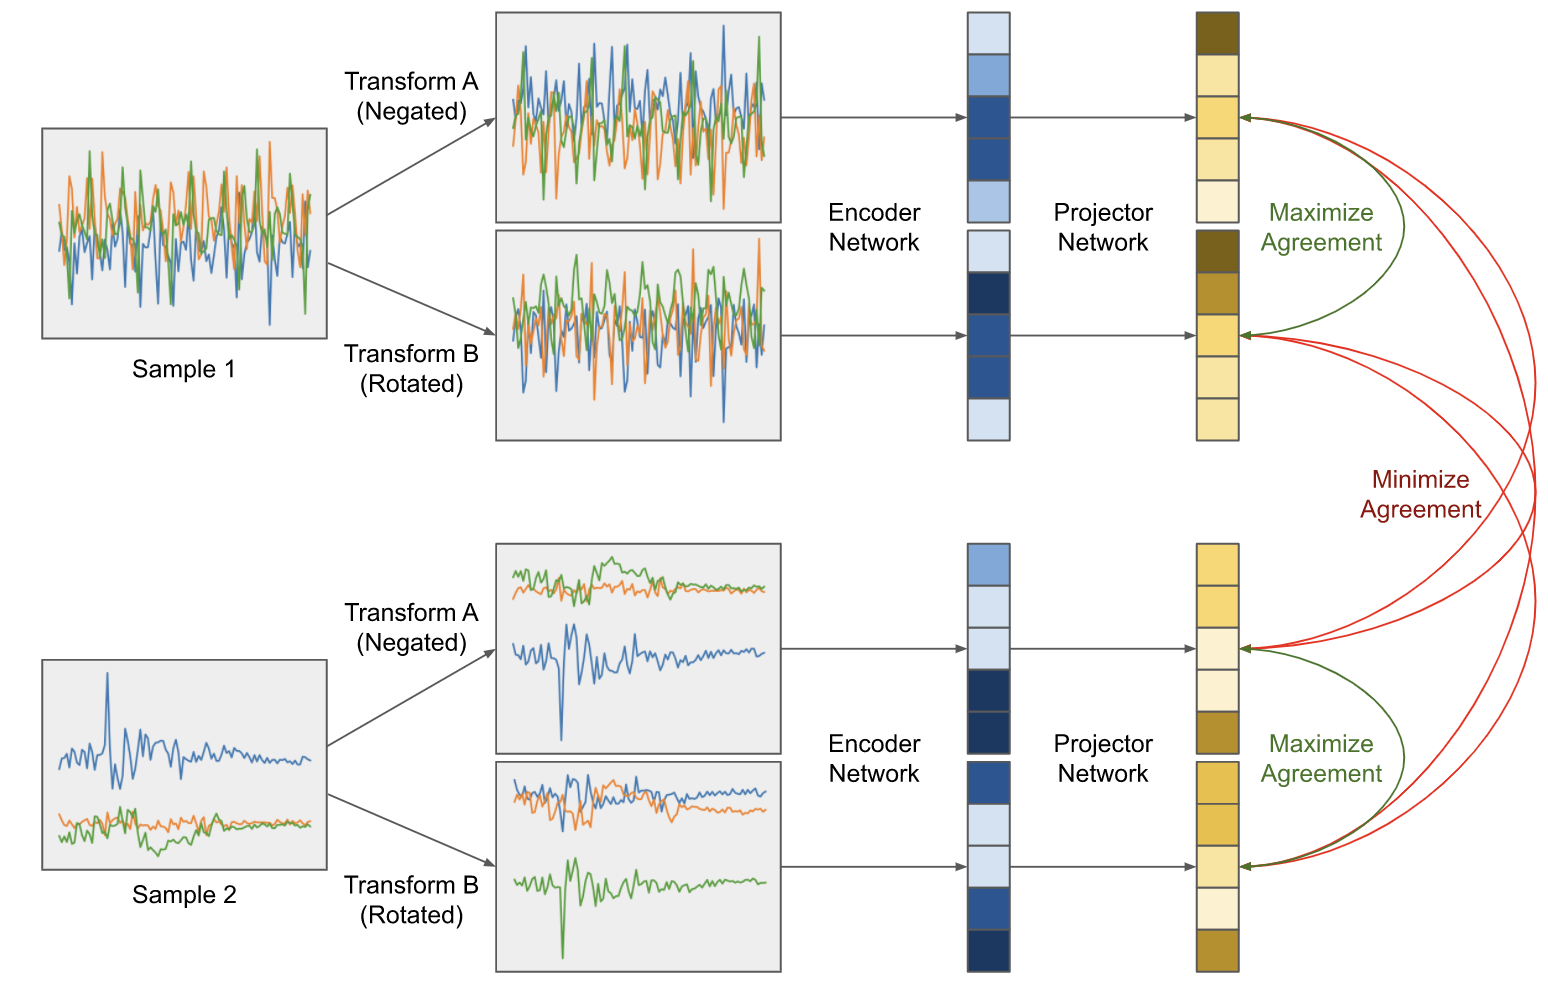 Transform A
(Negated)
Sample 1
Transform B
(Rotated)
Encoder
Network
Projector
Network
Maximize
Agreement
Minimize
Agreement
Transform A
(Negated)
Sample 2
Transform B
(Rotated)
Encoder
Network
Projector
Network
Maximize
Agreement